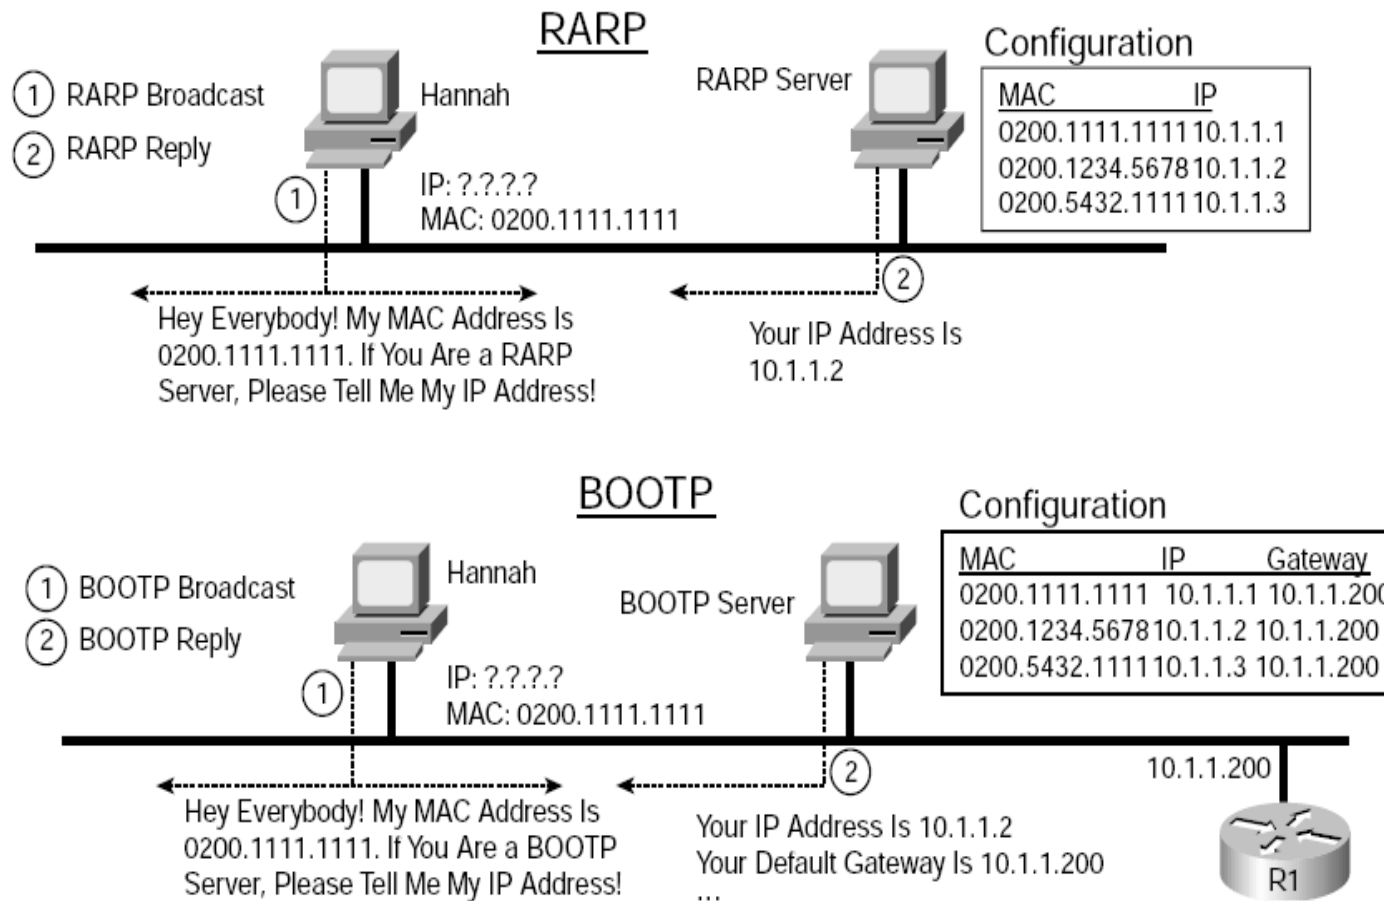 RARP
Configuration
1 RARP Broadcast
2 RARP Reply
Hannah
RARP Server
MAC IP
0200.1111.1111 10.1.1.1
0200.1234.5678 10.1.1.2
0200.5432.1111 10.1.1.3
1
IP: ?.?.?.?
MAC: 0200.1111.1111
2
Hey Everybody! My MAC Address Is
0200.1111.1111. If You Are a RARP
Server, Please Tell Me My IP Address!
Your IP Address Is
10.1.1.2
BOOTP
Configuration
1 BOOTP Broadcast
2 BOOTP Reply
Hannah
BOOTP Server
MAC IP Gateway
0200.1111.1111 10.1.1.1 10.1.1.200
0200.1234.5678 10.1.1.2 10.1.1.200
0200.5432.1111 10.1.1.3 10.1.1.200
1
IP: ?.?.?.?
MAC: 0200.1111.1111
2
10.1.1.200
Hey Everybody! My MAC Address Is
0200.1111.1111. If You Are a BOOTP
Server, Please Tell Me My IP Address!
Your IP Address Is 10.1.1.2
Your Default Gateway Is 10.1.1.200
...
R1